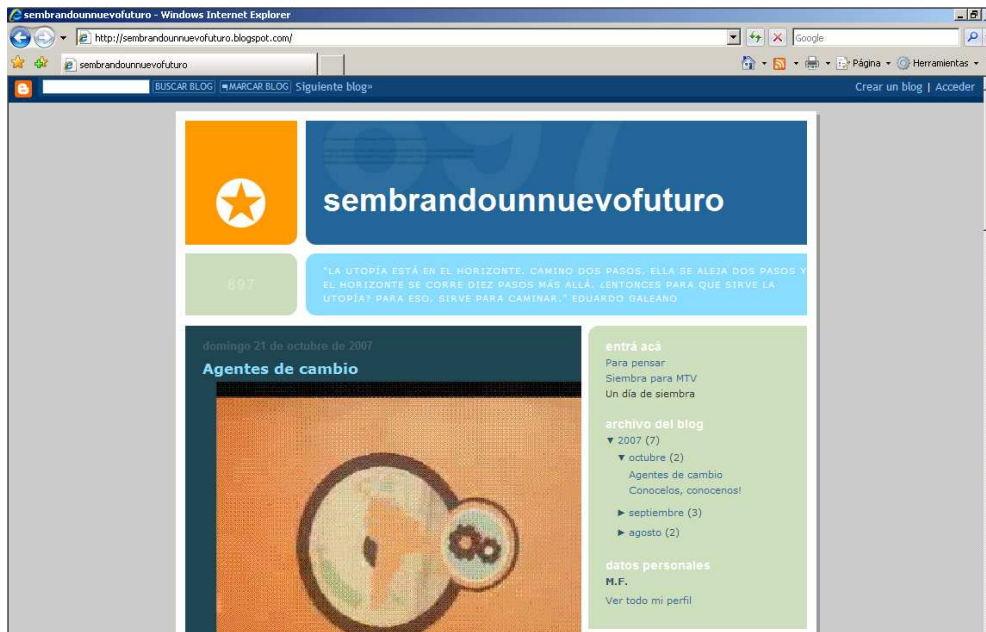 sembrandounnuevofuturo - Windows Internet Explorer
http://sembrandounnuevofuturo.blogspot.com/
Google
sembrandounnuevofuturo
Página
Herramientas
BUSCAR BLOG MARCAR BLOG Siguiente blog»
Crear un blog | Acceder
897
sembrandounnuevofuturo
897
"LA UTOPÍA ESTÁ EN EL HORIZONTE. CAMINO DOS PASOS, ELLA SE ALEJA DOS PASOS Y
EL HORIZONTE SE CORRE DIEZ PASOS MÁS ALLÁ. ¿ENTONCES PARA QUE SIRVE LA
UTOPÍA? PARA ESO, SIRVE PARA CAMINAR." EDUARDO GALEANO
domingo 21 de octubre de 2007
Agentes de cambio
entrá acá
Para pensar
Siembra para MTV
Un día de siembra
archivo del blog
▼ 2007 (7)
▼ octubre (2)
Agentes de cambio
Conocelos, conocenos!
► septiembre (3)
► agosto (2)
datos personales
M.F.
Ver todo mi perfil